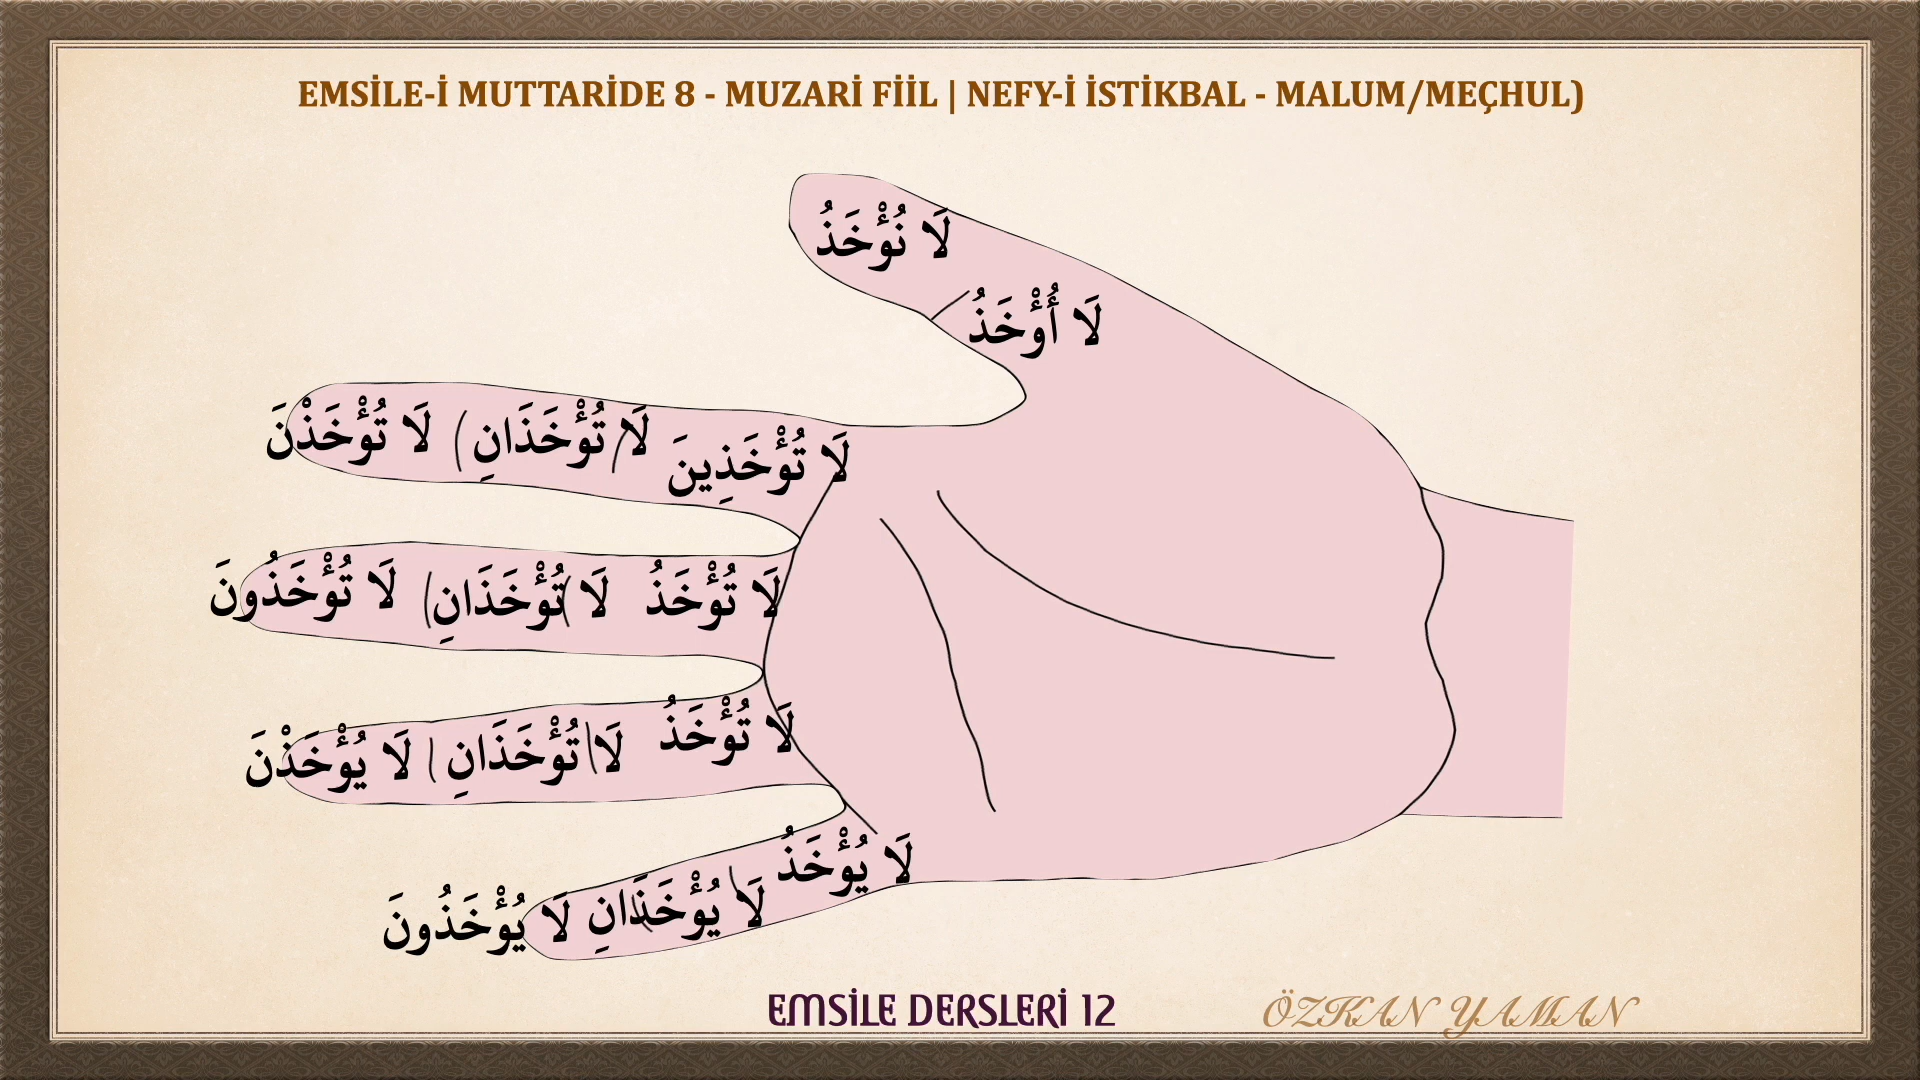 EMSİLE-İ MUTTARİDE 8 - MUZARİ FİİL | NEFY-İ İSTİKBAL - MALUM/MEÇHUL)
لَا نُؤْخَذُ
لَا أُؤْخَذُ
لَا تُؤْخَذِينَ لَا تُؤْخَذَانِ لَا تُؤْخَذْنَ
لَا تُؤْخَذُ لَا تُؤْخَذَانِ لَا تُؤْخَذُونَ
لَا تُؤْخَذُ لَا تُؤْخَذَانِ لَا يُؤْخَذْنَ
لَا يُؤْخَذُ لَا يُؤْخَذَانِ لَا يُؤْخَذُونَ
EMSİLE DERSLERİ 12
ÖZKAN YAMAN